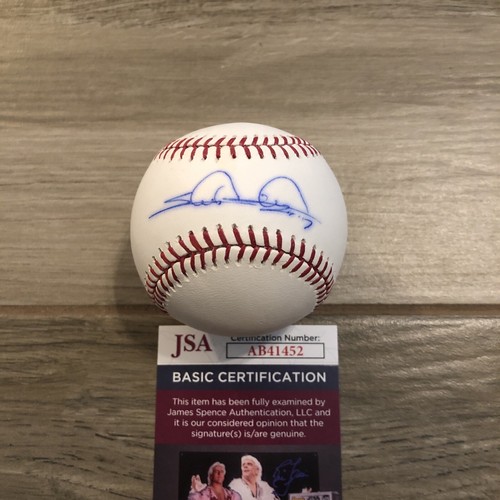 JSA
Certification Number:
AB41452
BASIC CERTIFICATION
This item has been fully examined by
James Spence Authentication, LLC and
it is our considered opinion that the
signature(s) is/are genuine.